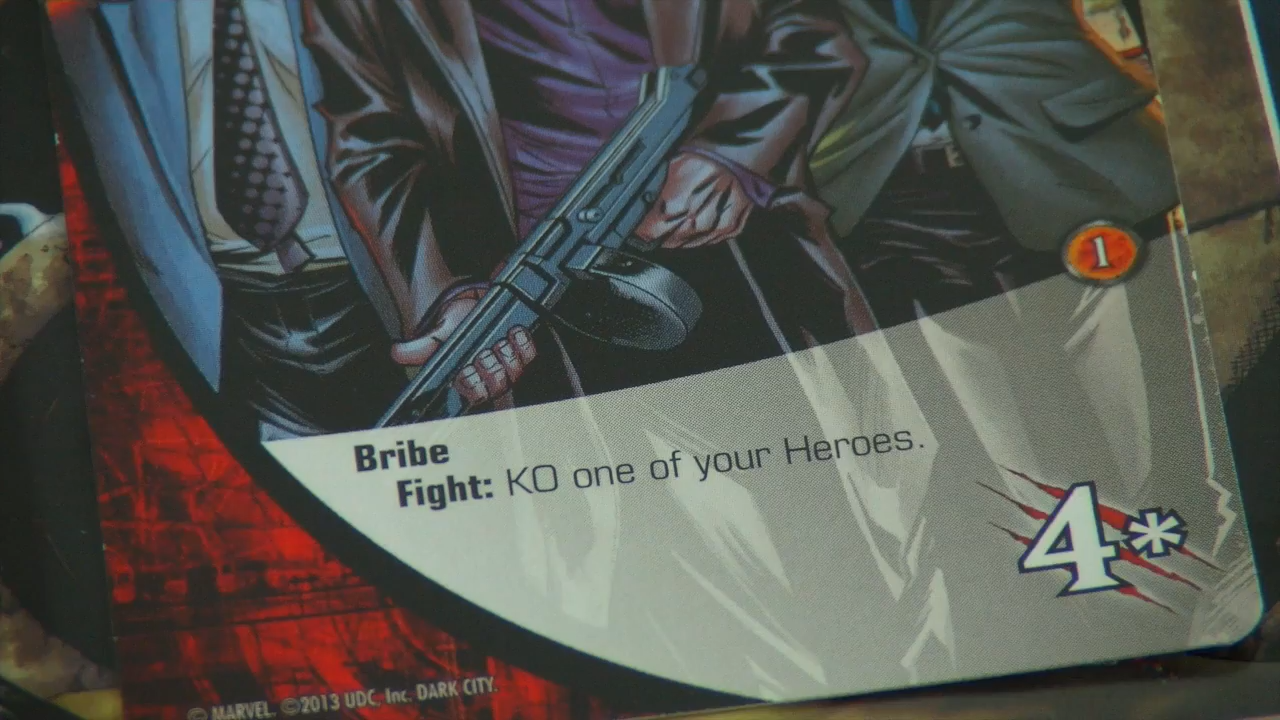 1
Bribe
Fight: KO one of your Heroes.
4*
© MARVEL. ©2013 UDC, Inc. DARK CITY.